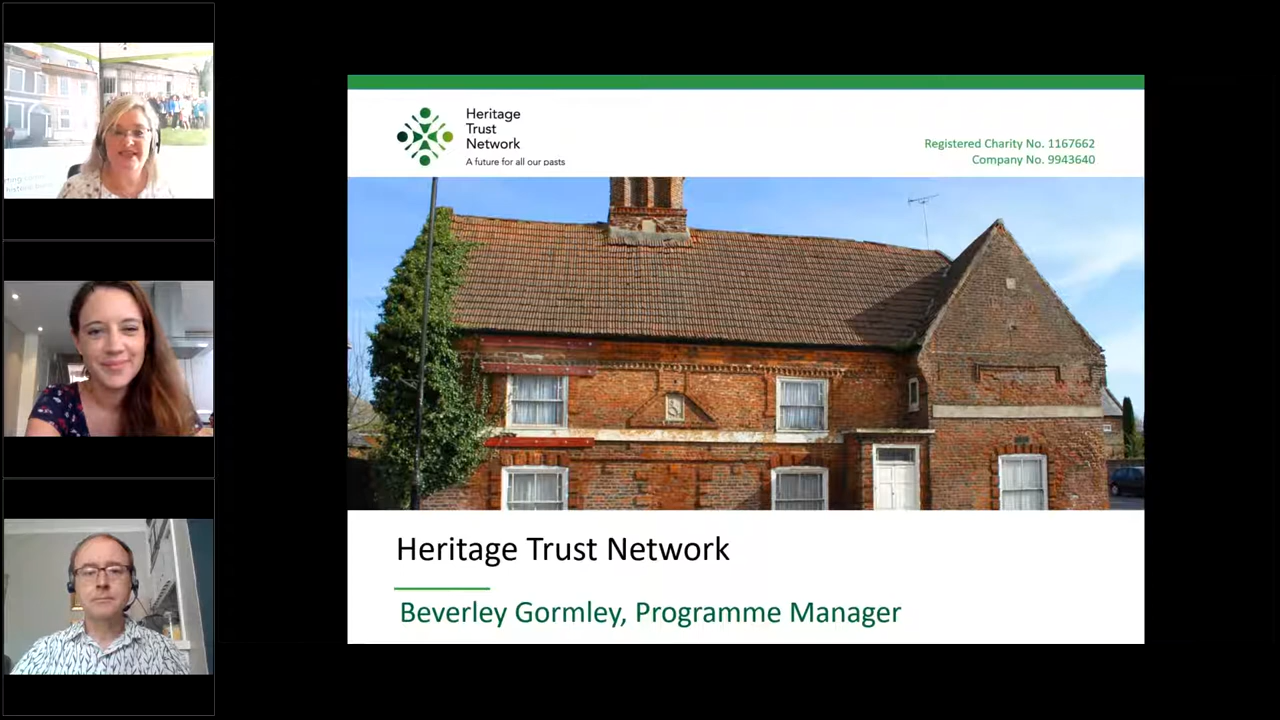 Heritage
Trust
Network
A future for all our pasts
Registered Charity No. 1167662
Company No. 9943640
Heritage Trust Network
Beverley Gormley, Programme Manager